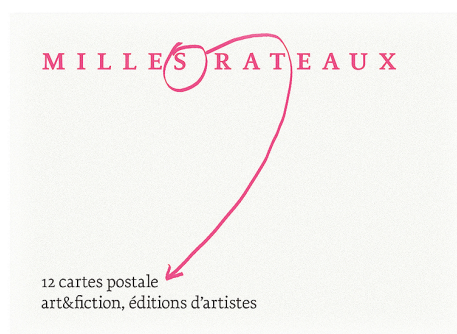 MILLES RATEAUX
12 cartes postale
art&fiction, éditions d'artistes